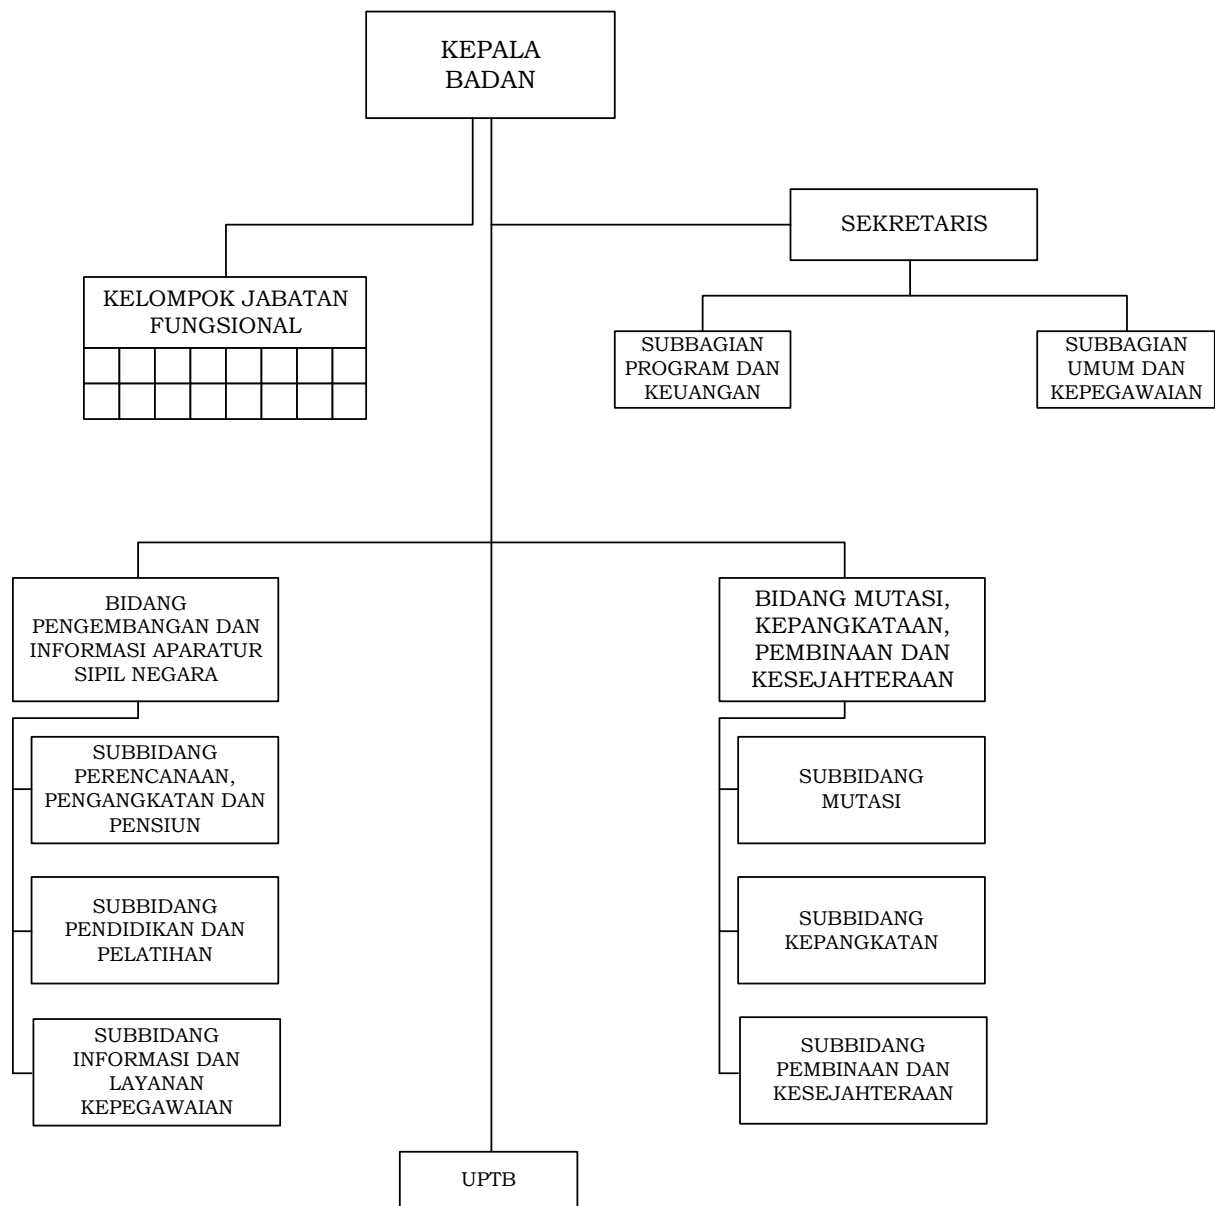 KEPALA
BADAN
SEKRETARIS
KELOMPOK JABATAN
FUNGSIONAL
SUBBAGIAN
PROGRAM DAN
KEUANGAN
SUBBAGIAN
UMUM DAN
KEPEGAWAIAN
BIDANG
PENGEMBANGAN DAN
INFORMASI APARATUR
SIPIL NEGARA
BIDANG MUTASI,
KEPANGKATAAN,
PEMBINAAN DAN
KESEJAHTERAAN
SUBBIDANG
PERENCANAAN,
PENGANGKATAN DAN
PENSIUN
SUBBIDANG
MUTASI
SUBBIDANG
PENDIDIKAN DAN
PELATIHAN
SUBBIDANG
KEPANGKATAN
SUBBIDANG
INFORMASI DAN
LAYANAN
KEPEGAWAIAN
SUBBIDANG
PEMBINAAN DAN
KESEJAHTERAAN
UPTB